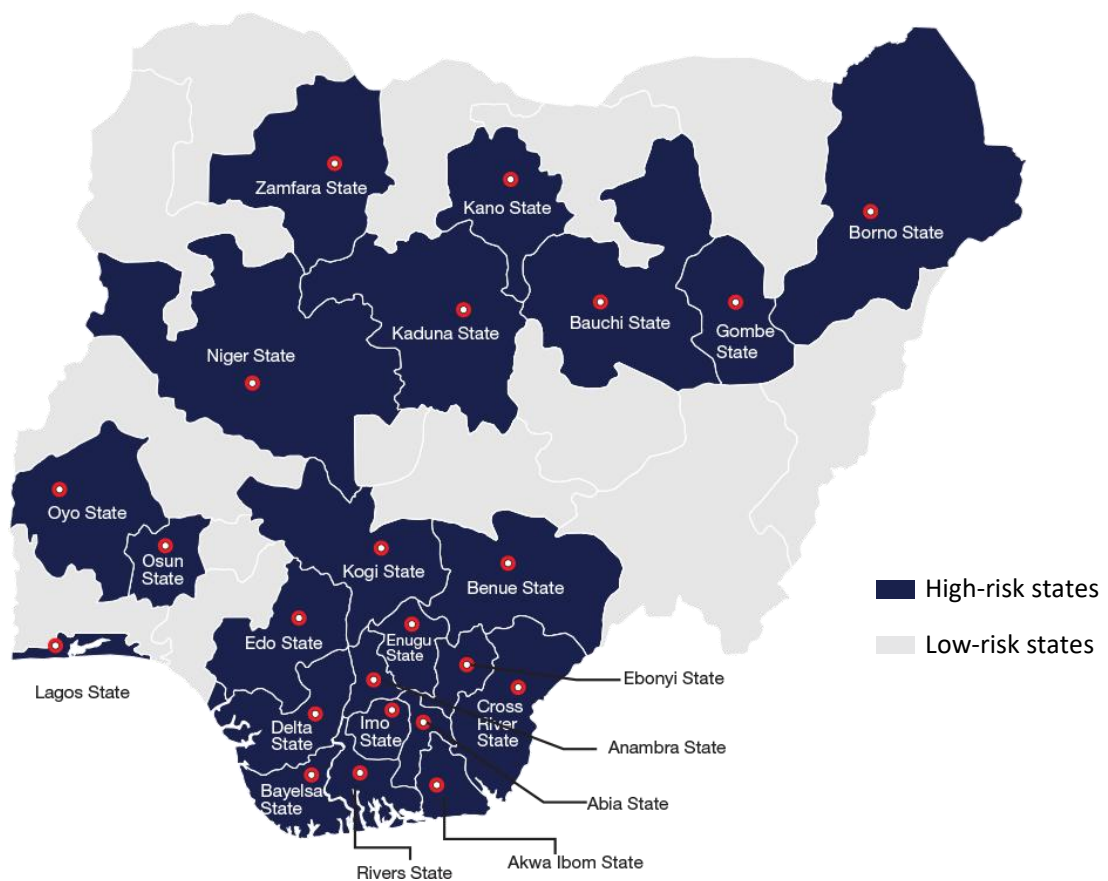 Zamfara State
Kano State
Borno State
Kaduna State
Bauchi State
Gombe
State
Niger State
Oyo State
Osun
State
Kogi State
Benue State
High-risk states
Edo State
Enugu
State
Low-risk states
Ebonyi State
Lagos State
Cross
River
State
Delta
State
Imo
State
Anambra State
Bayelsa
State
Abia State
Akwa Ibom State
Rivers State